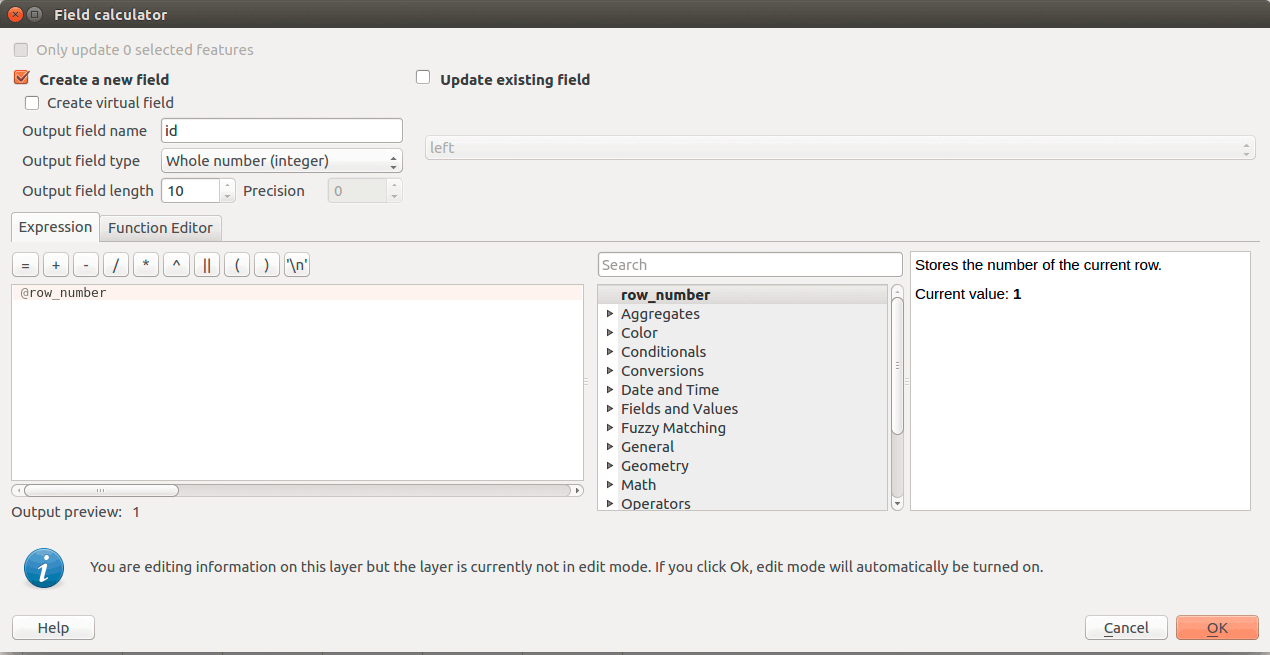 Field calculator
Only update 0 selected features
Create a new field
Update existing field
Create virtual field
Output field name id
left
Output field type Whole number (integer)
Output field length 10 Precision 0
Expression Function Editor
= + - / * ^ || ( ) '\n'
@row_number
Output preview: 1
Search
row_number
Aggregates
Color
Conditionals
Conversions
Date and Time
Fields and Values
Fuzzy Matching
General
Geometry
Math
Operators
Stores the number of the current row.
Current value: 1
You are editing information on this layer but the layer is currently not in edit mode. If you click Ok, edit mode will automatically be turned on.
Help Cancel OK